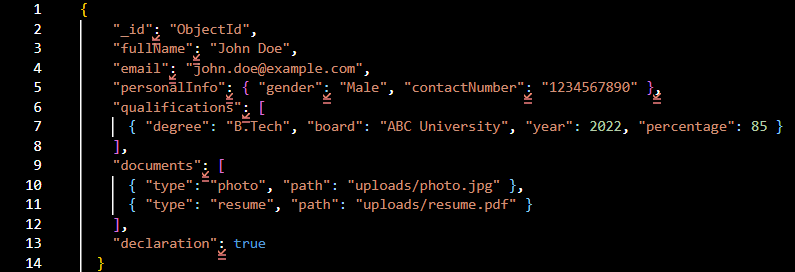 1 {
2 "_id": "ObjectId",
3 "fullName": "John Doe",
4 "email": "john.doe@example.com",
5 "personalInfo": { "gender": "Male", "contactNumber": "1234567890" },
6 "qualifications": [
7 { "degree": "B.Tech", "board": "ABC University", "year": 2022, "percentage": 85 }
8 ],
9 "documents": [
10 { "type": "photo", "path": "uploads/photo.jpg" },
11 { "type": "resume", "path": "uploads/resume.pdf" }
12 ],
13 "declaration": true
14 }